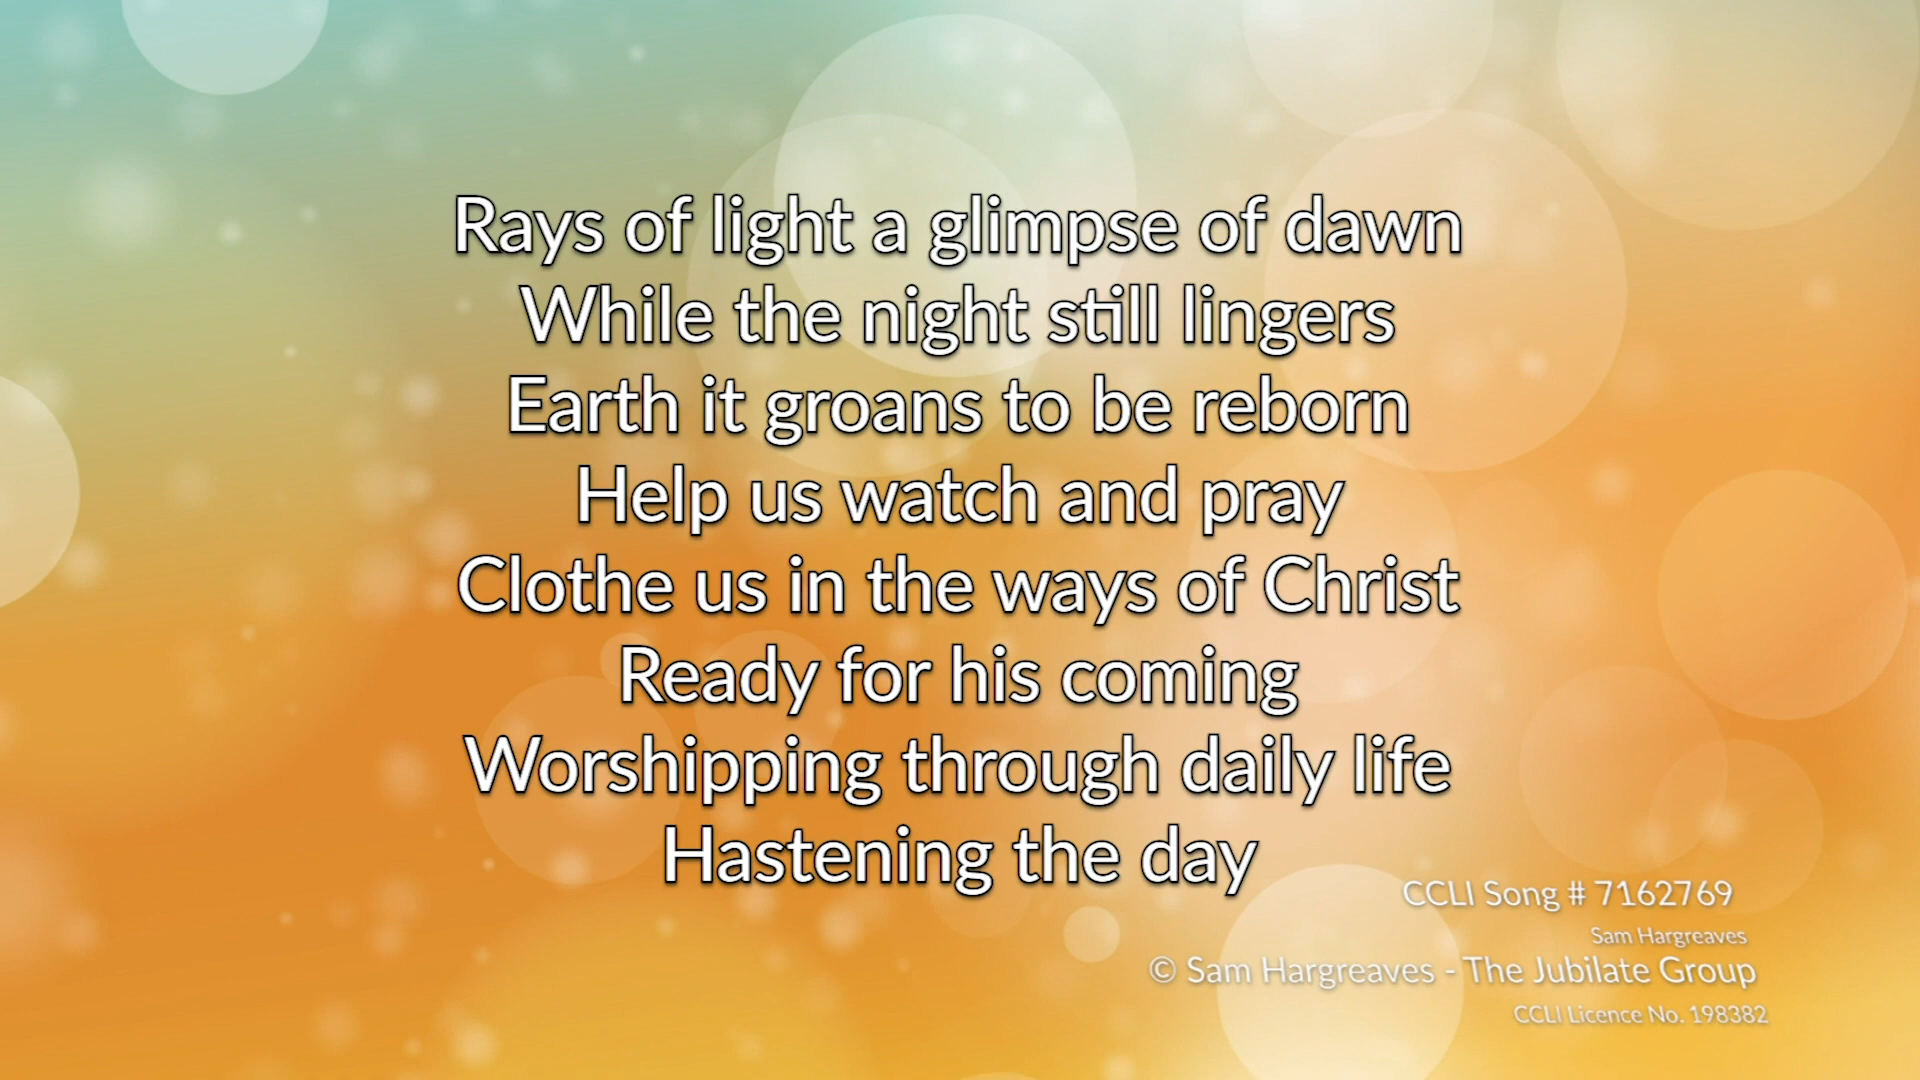 Rays of light a glimpse of dawn
While the night still lingers
Earth it groans to be reborn
Help us watch and pray
Clothe us in the ways of Christ
Ready for his coming
Worshipping through daily life
Hastening the day
CCLI Song # 7162769
Sam Hargreaves
© Sam Hargreaves - The Jubilate Group
CCLI Licence No. 198382